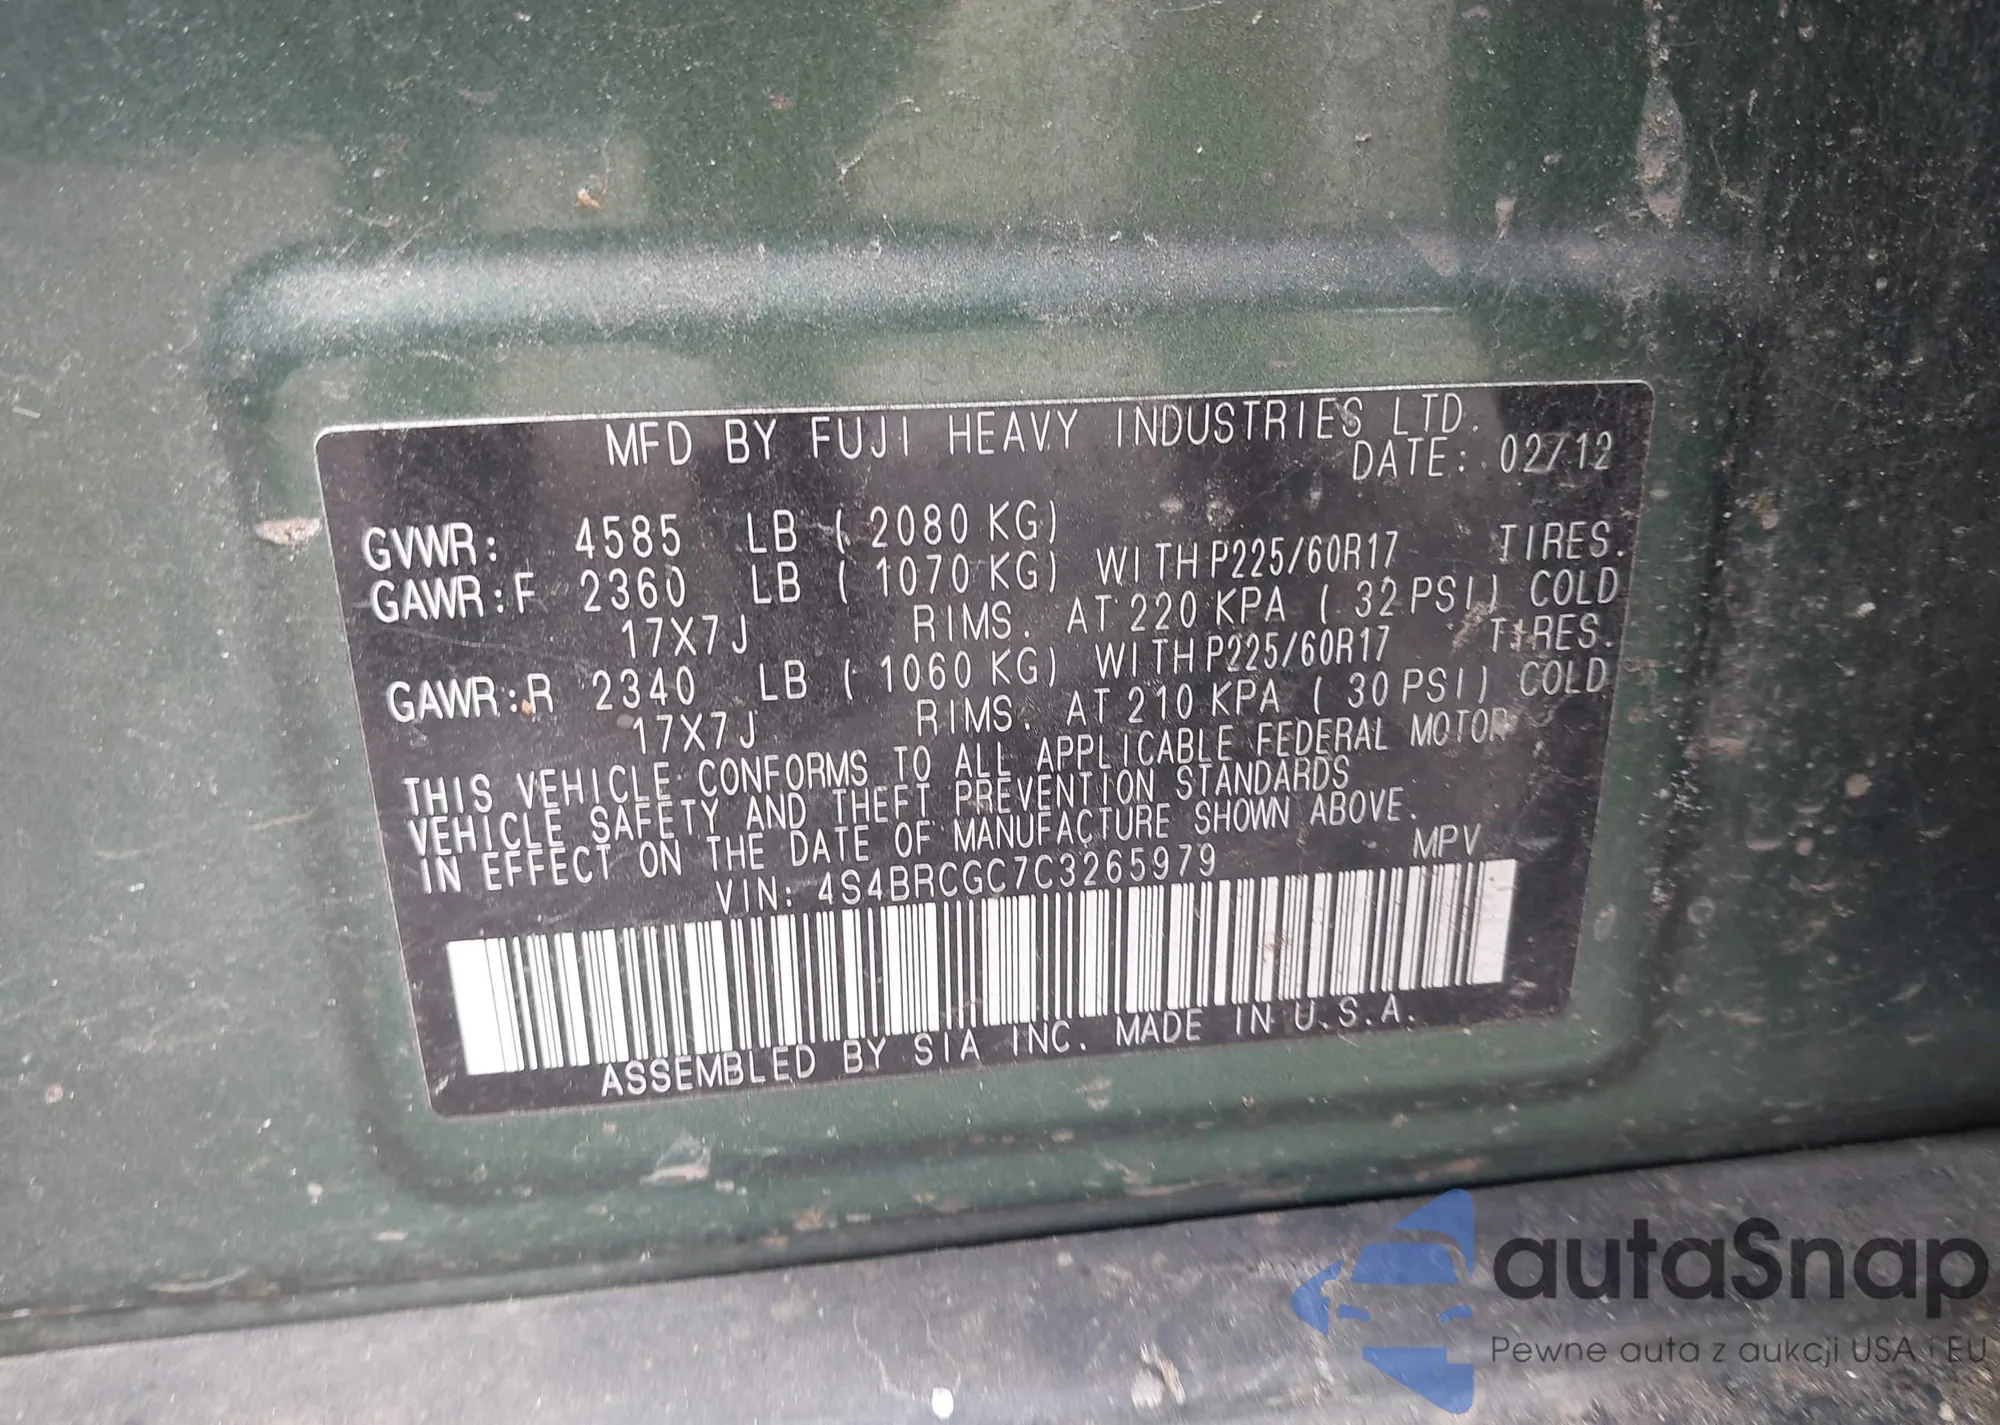 MFD BY FUJI HEAVY INDUSTRIES LTD.
DATE: 02/12
GVWR: 4585 LB ( 2080 KG)
GAWR:F 2360 LB ( 1070 KG) WITH P225/60R17 TIRES.
17X7J RIMS. AT 220 KPA ( 32 PSI) COLD
GAWR:R 2340 LB ( 1060 KG) WITH P225/60R17 TIRES.
17X7J RIMS. AT 210 KPA ( 30 PSI) COLD
THIS VEHICLE CONFORMS TO ALL APPLICABLE FEDERAL MOTOR
VEHICLE SAFETY AND THEFT PREVENTION STANDARDS
IN EFFECT ON THE DATE OF MANUFACTURE SHOWN ABOVE.
VIN: 4S4BRCGC7C3265979 MPV
ASSEMBLED BY SIA INC. MADE IN U.S.A.
autaSnap
Pewne auta z aukcji USA i EU